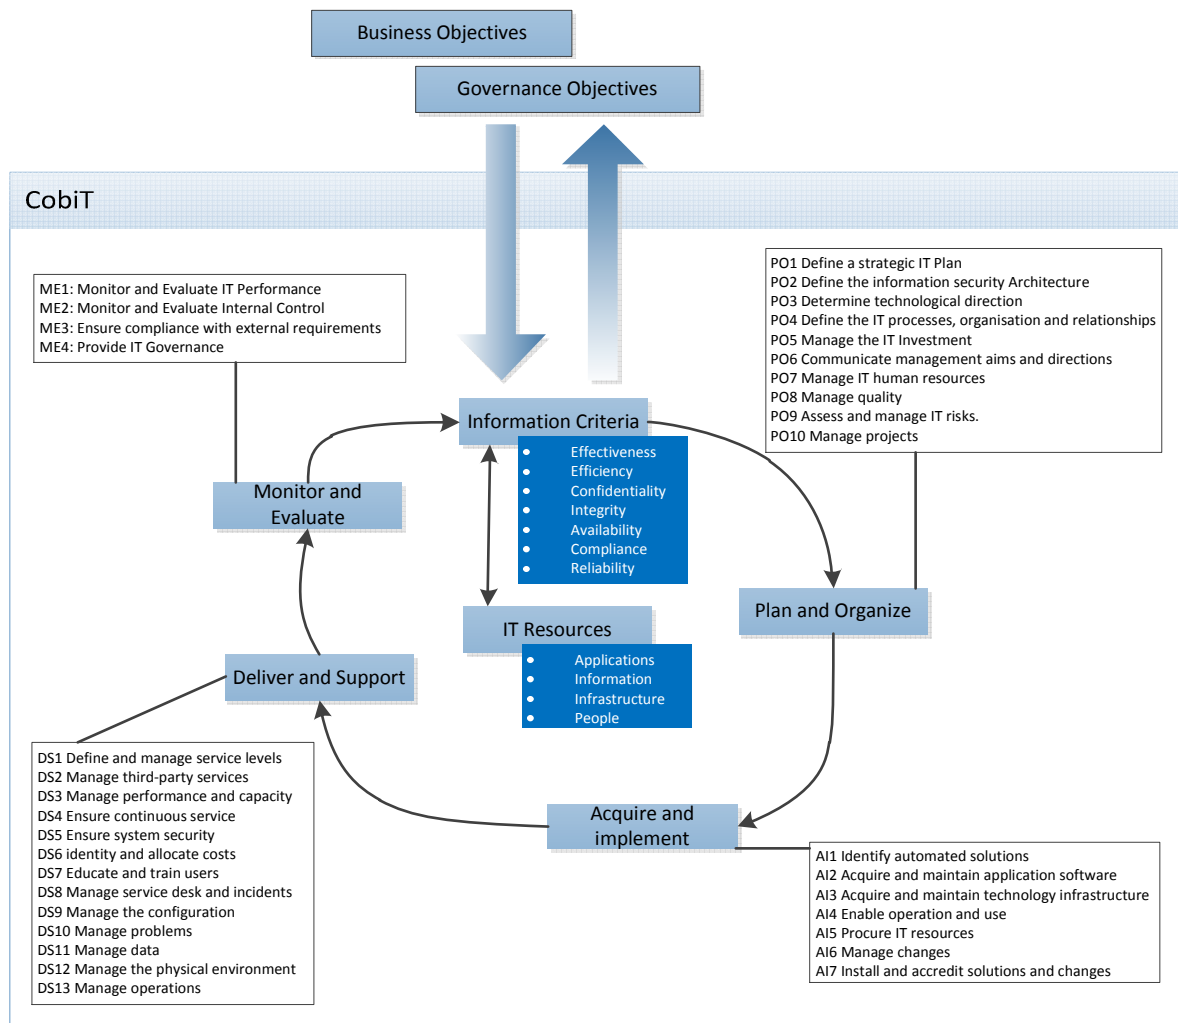 Business Objectives
Governance Objectives
CobiT
ME1: Monitor and Evaluate IT Performance
ME2: Monitor and Evaluate Internal Control
ME3: Ensure compliance with external requirements
ME4: Provide IT Governance
PO1 Define a strategic IT Plan
PO2 Define the information security Architecture
PO3 Determine technological direction
PO4 Define the IT processes, organisation and relationships
PO5 Manage the IT Investment
PO6 Communicate management aims and directions
PO7 Manage IT human resources
PO8 Manage quality
PO9 Assess and manage IT risks.
PO10 Manage projects
Information Criteria
• Effectiveness
• Efficiency
• Confidentiality
• Integrity
• Availability
• Compliance
• Reliability
Monitor and
Evaluate
IT Resources
• Applications
• Information
• Infrastructure
• People
Plan and Organize
Deliver and Support
DS1 Define and manage service levels
DS2 Manage third-party services
DS3 Manage performance and capacity
DS4 Ensure continuous service
DS5 Ensure system security
DS6 identity and allocate costs
DS7 Educate and train users
DS8 Manage service desk and incidents
DS9 Manage the configuration
DS10 Manage problems
DS11 Manage data
DS12 Manage the physical environment
DS13 Manage operations
Acquire and
implement
AI1 Identify automated solutions
AI2 Acquire and maintain application software
AI3 Acquire and maintain technology infrastructure
AI4 Enable operation and use
AI5 Procure IT resources
AI6 Manage changes
AI7 Install and accredit solutions and changes